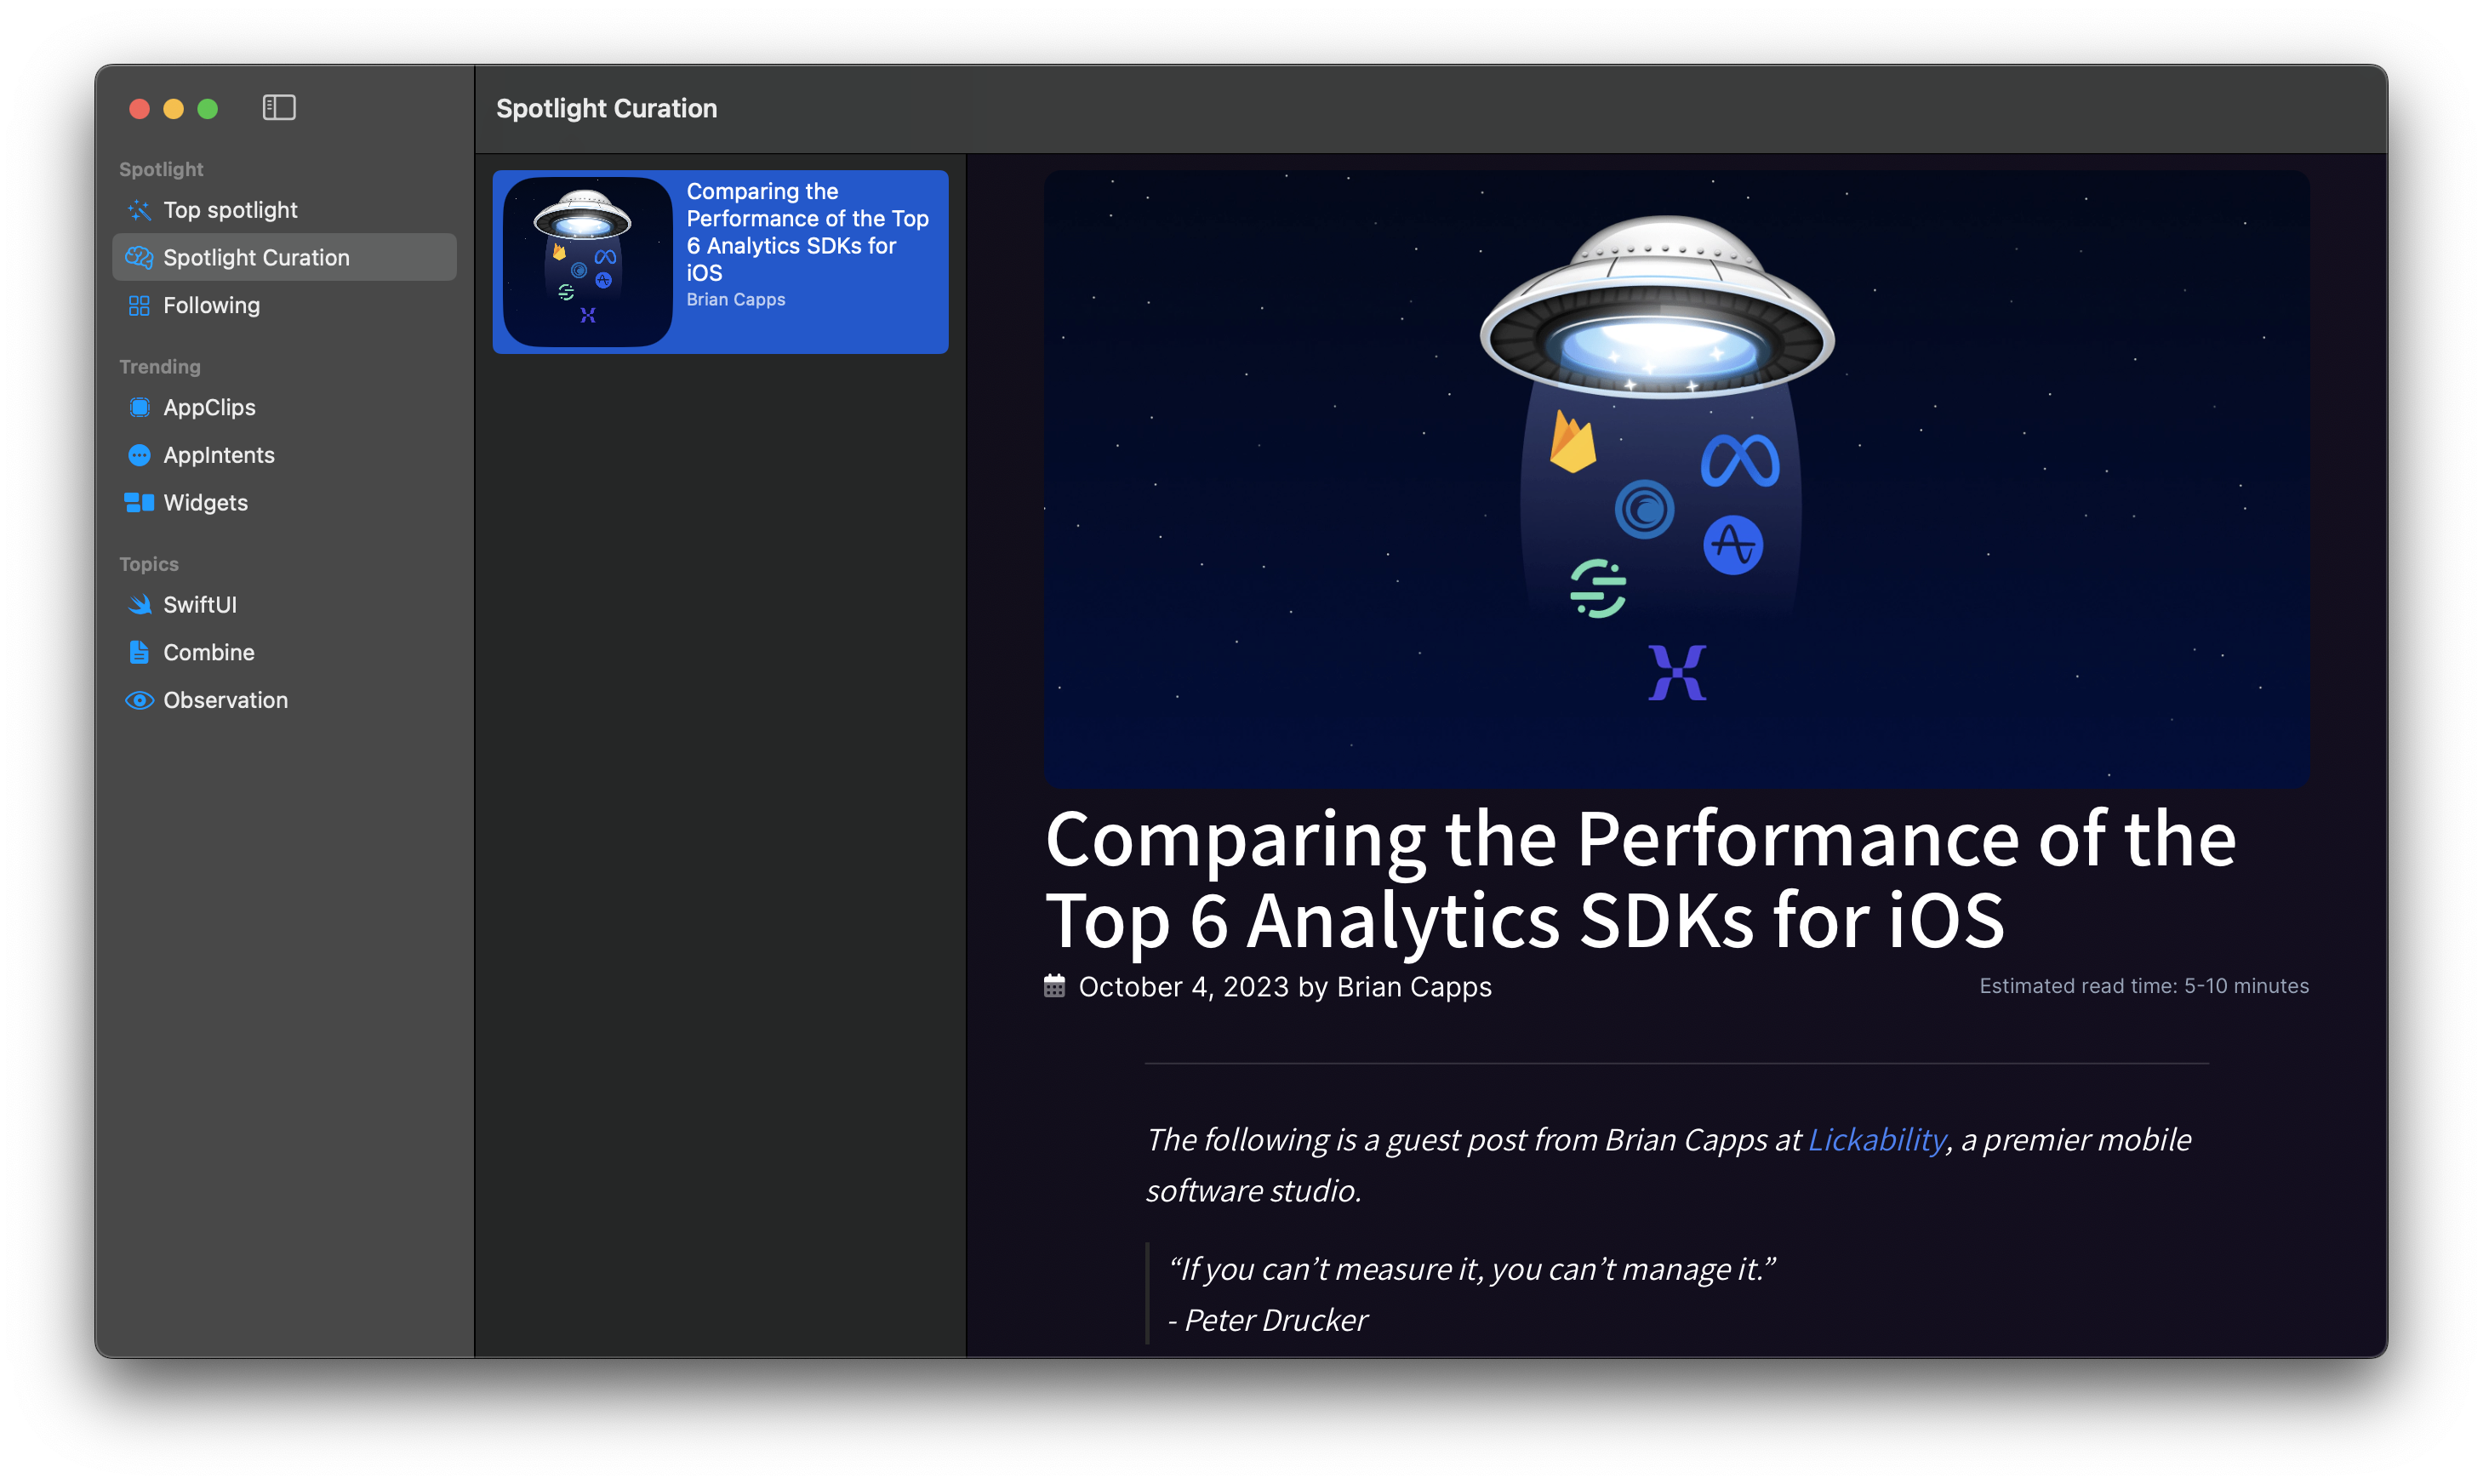 Spotlight
Top spotlight
Spotlight Curation
Following
Trending
AppClips
AppIntents
Widgets
Topics
SwiftUI
Combine
Observation
Spotlight Curation
Comparing the
Performance of the Top
6 Analytics SDKs for
iOS
Brian Capps
Comparing the Performance of the
Top 6 Analytics SDKs for iOS
October 4, 2023 by Brian Capps
Estimated read time: 5-10 minutes
The following is a guest post from Brian Capps at Lickability, a premier mobile
software studio.
“If you can’t measure it, you can’t manage it.”
- Peter Drucker